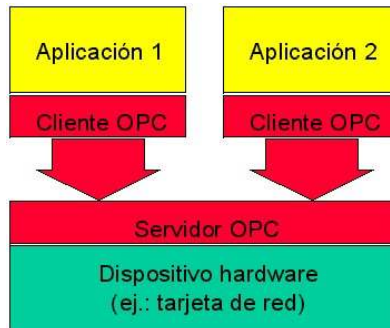 Aplicación 1
Aplicación 2
Cliente OPC
Cliente OPC
Servidor OPC
Dispositivo hardware
(ej.: tarjeta de red)